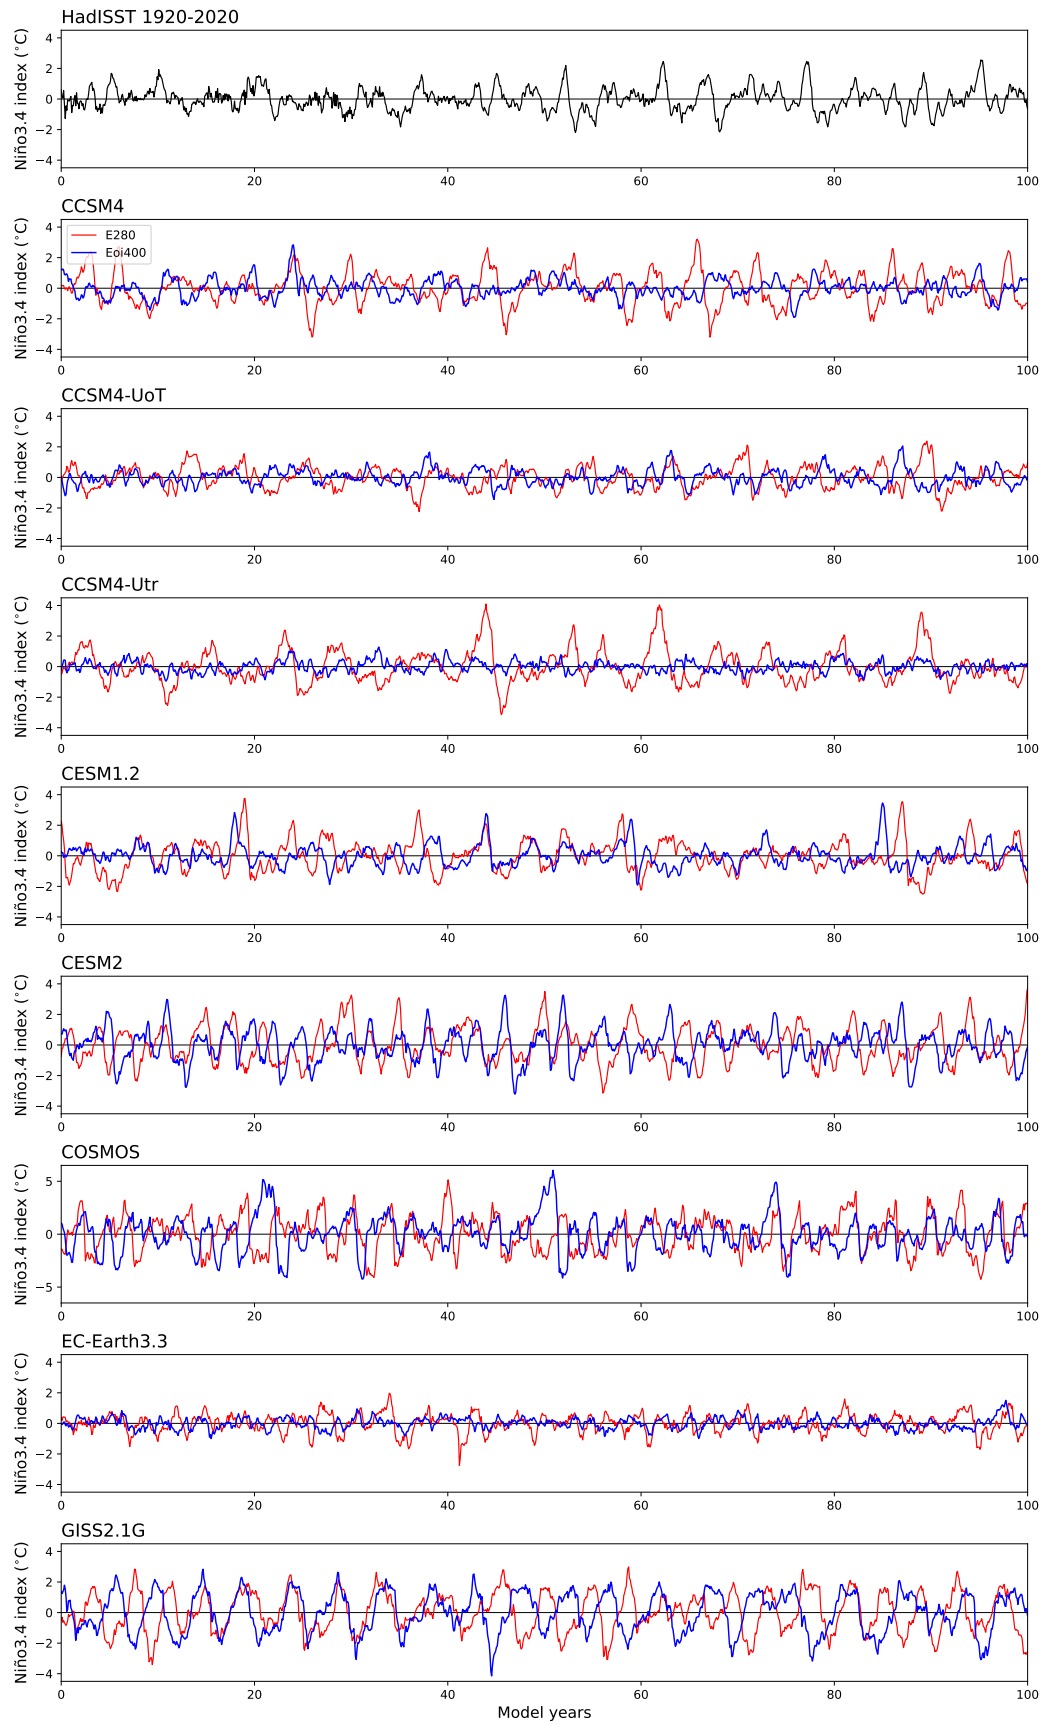 HadISST 1920-2020
Niño3.4 index (°C)
4
2
0
−2
−4
0 20 40 60 80 100
CCSM4
Niño3.4 index (°C)
4
2
0
−2
−4
E280
Eoi400
0 20 40 60 80 100
CCSM4-UoT
Niño3.4 index (°C)
4
2
0
−2
−4
0 20 40 60 80 100
CCSM4-Utr
Niño3.4 index (°C)
4
2
0
−2
−4
0 20 40 60 80 100
CESM1.2
Niño3.4 index (°C)
4
2
0
−2
−4
0 20 40 60 80 100
CESM2
Niño3.4 index (°C)
4
2
0
−2
−4
0 20 40 60 80 100
COSMOS
Niño3.4 index (°C)
5
0
−5
0 20 40 60 80 100
EC-Earth3.3
Niño3.4 index (°C)
4
2
0
−2
−4
0 20 40 60 80 100
GISS2.1G
Niño3.4 index (°C)
4
2
0
−2
−4
0 20 40 60 80 100
Model years